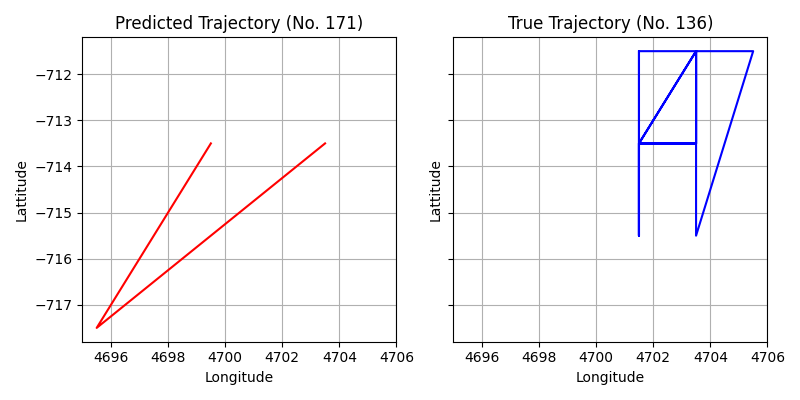 Predicted Trajectory (No. 171)
−712
−713
−714
−715
−716
−717
Lattitude
4696 4698 4700 4702 4704 4706
Longitude
True Trajectory (No. 136)
Lattitude
4696 4698 4700 4702 4704 4706
Longitude